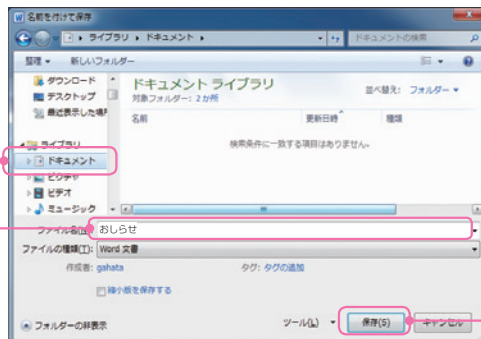 名前を付けて保存
ライブラリ ▸ ドキュメント ▸
ドキュメントの検索
整理 新しいフォルダー
ダウンロード
デスクトップ
最近表示した場所
ライブラリ
ドキュメント
ピクチャ
ビデオ
ミュージック
ドキュメント ライブラリ
対象フォルダー: 2 か所
並べ替え: フォルダー
名前 更新日時 種類
検索条件に一致する項目はありません。
ファイル名(N): おしらせ
ファイルの種類(T): Word 文書
作成者: gahata タグ: タグの追加
縮小版を保存する
フォルダーの非表示
ツール(L) 保存(S) キャンセル